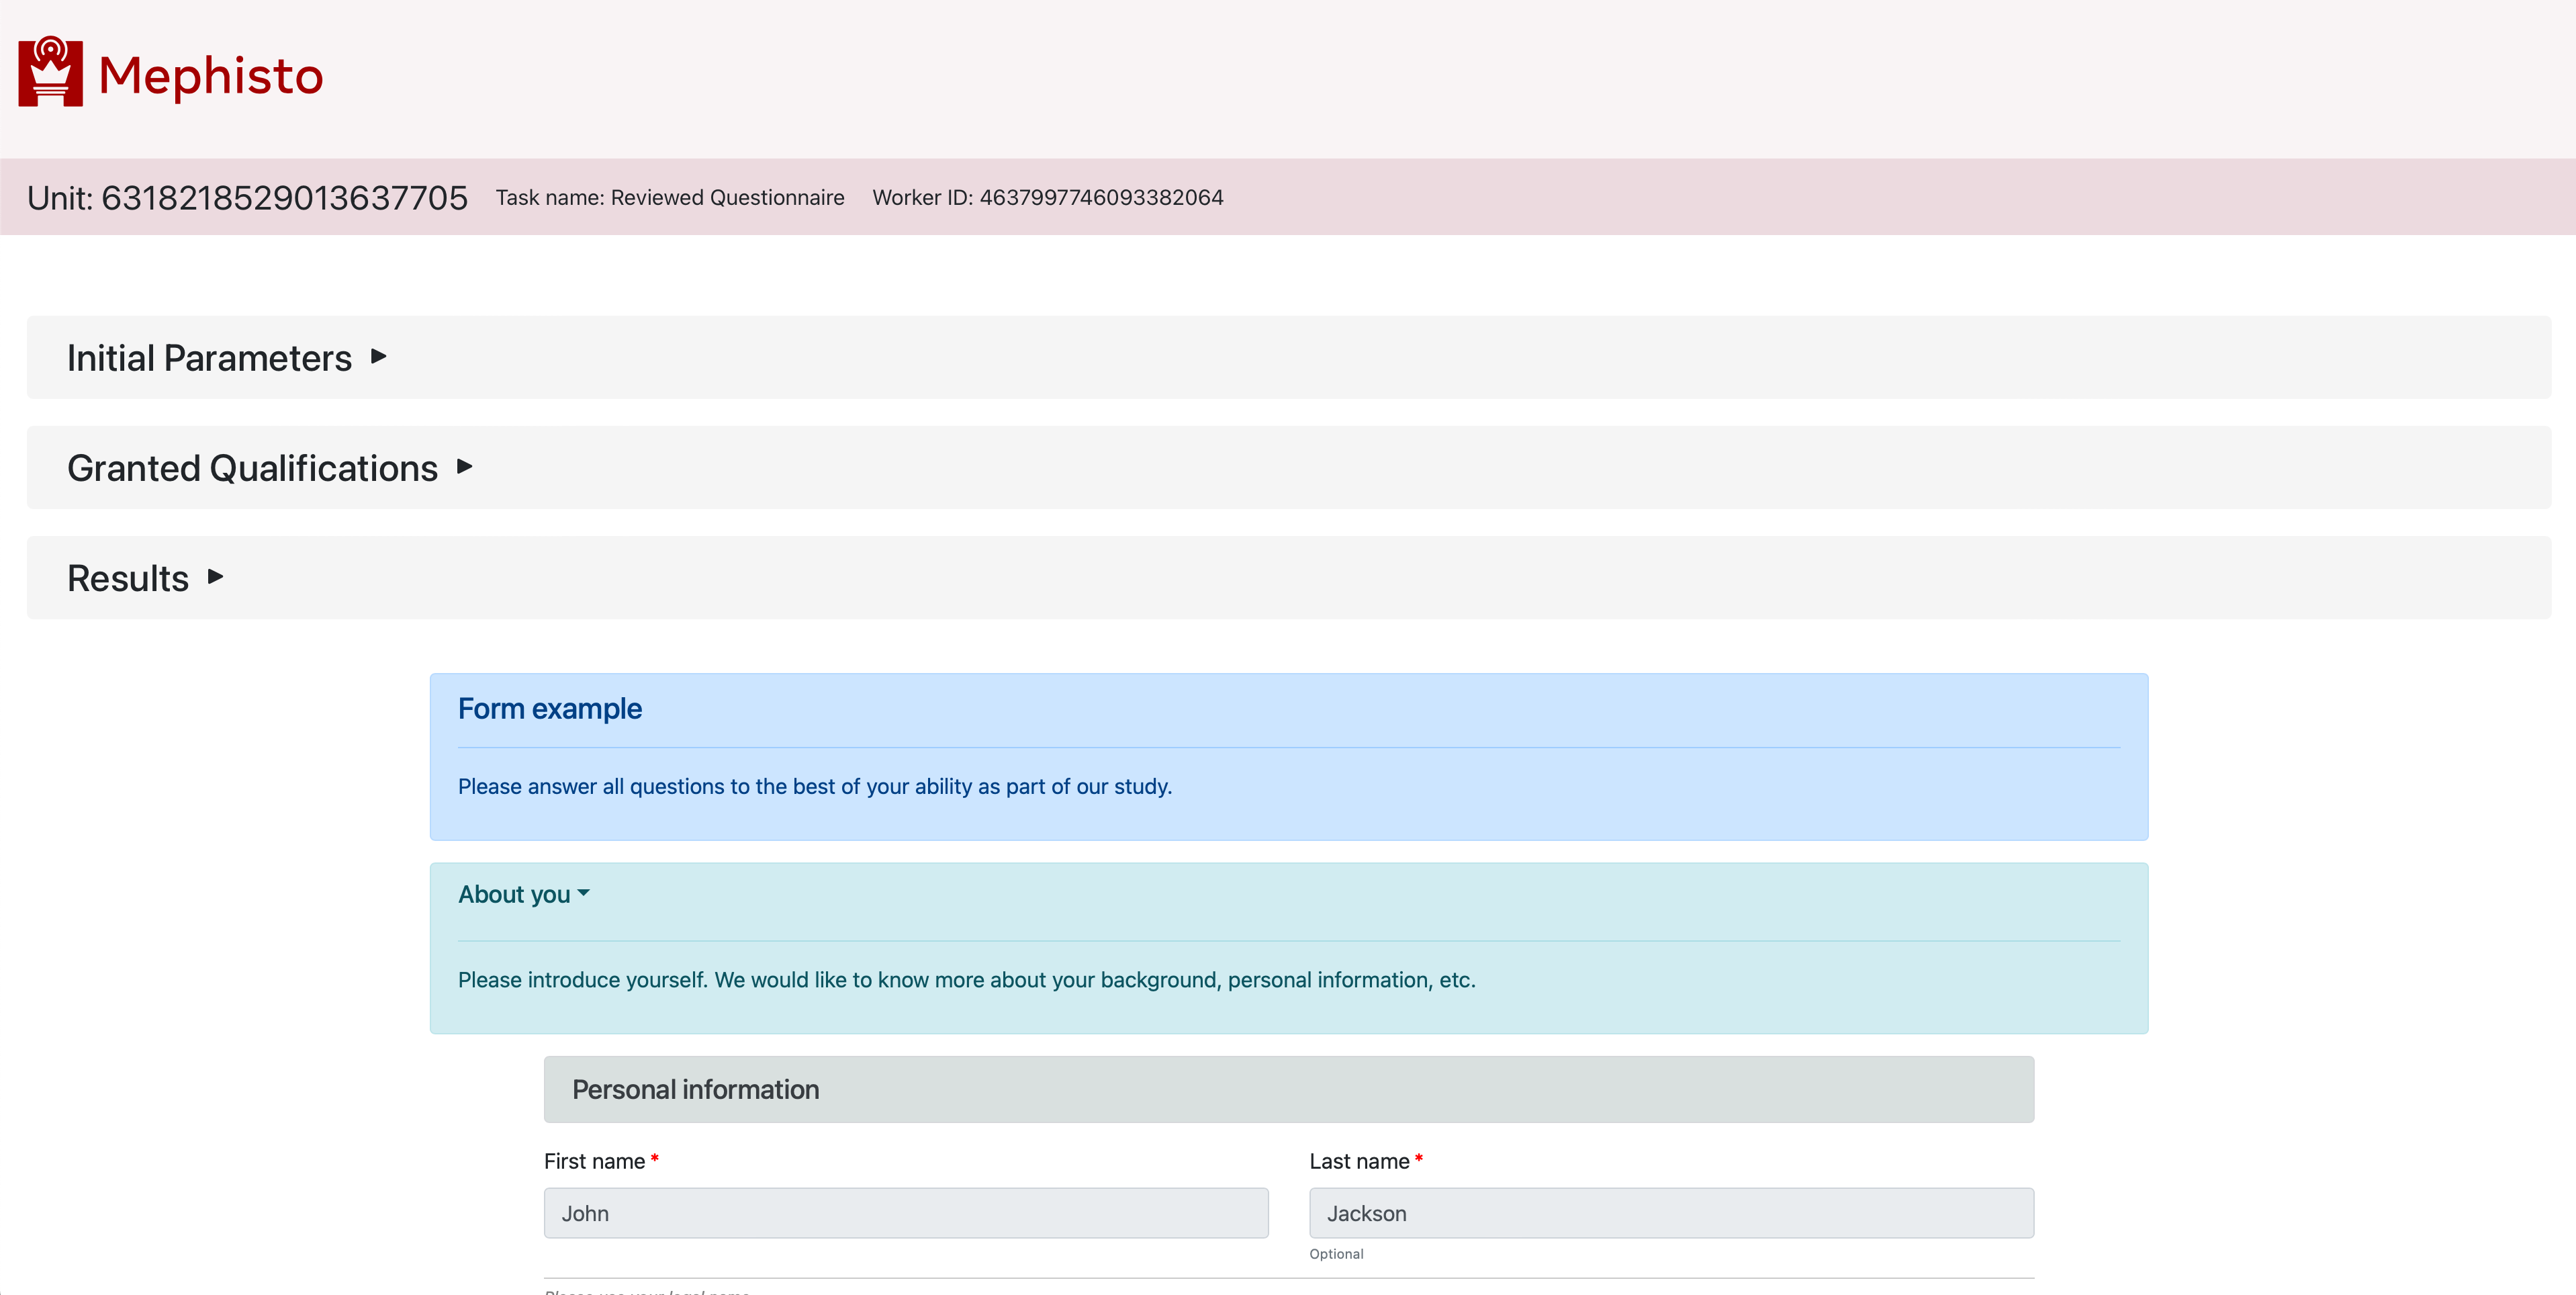 Mephisto
Unit: 6318218529013637705 Task name: Reviewed Questionnaire Worker ID: 4637997746093382064
Initial Parameters
Granted Qualifications
Results
Form example
Please answer all questions to the best of your ability as part of our study.
About you
Please introduce yourself. We would like to know more about your background, personal information, etc.
Personal information
First name * Last name *
John Jackson
Optional